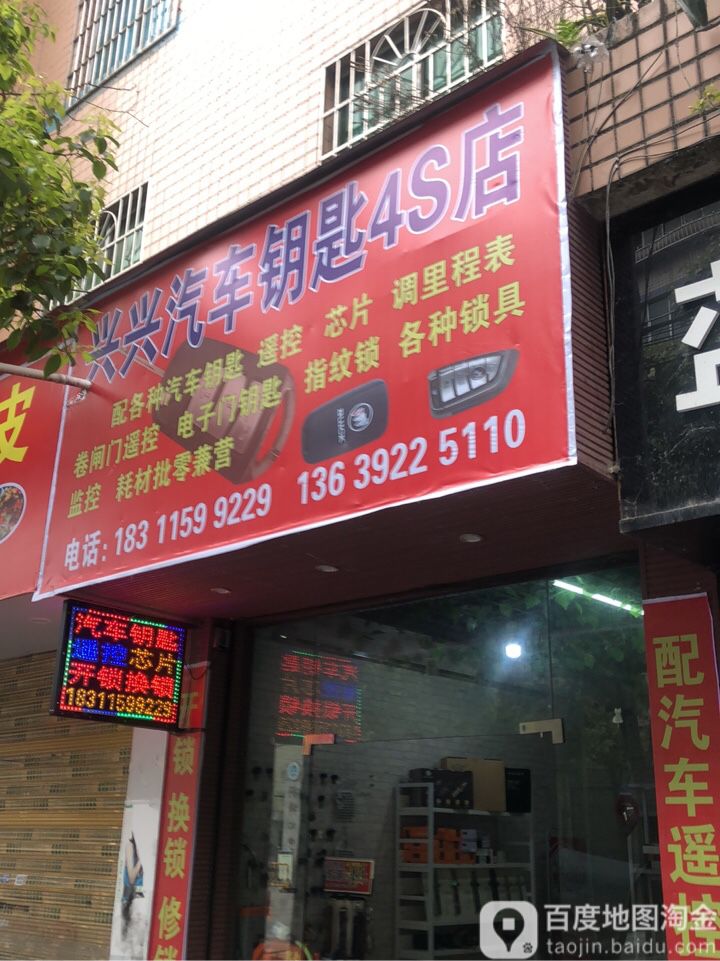 兴兴汽车钥匙4S店
配各种汽车钥匙 遥控 芯片 调里程表
卷闸门遥控 电子门钥匙 指纹锁 各种锁具
监控 耗材批零兼营
电话: 183 1159 9229 136 3922 5110
皮
汽车钥匙
遥控芯片
开锁换锁
18311599229
开锁 换锁 修锁
配汽车遥控
百度地图淘金
taojin.baidu.com